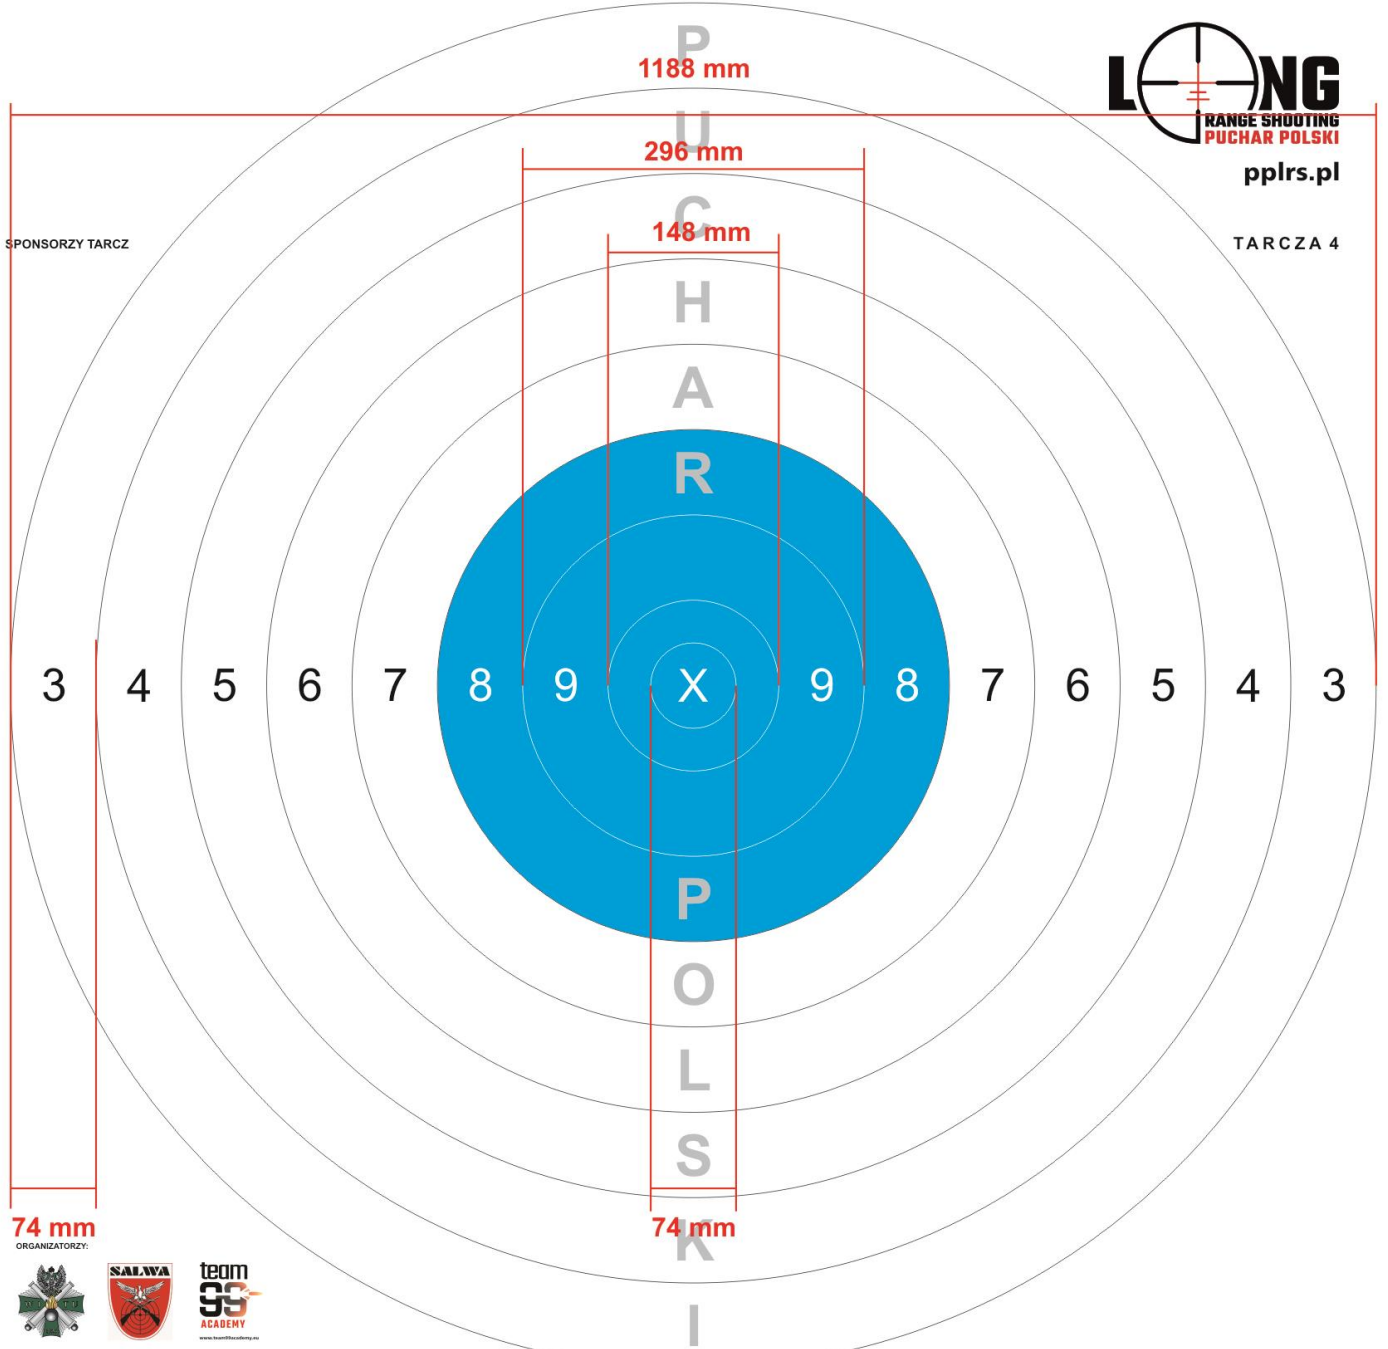 P
1188 mm
LONG
RANGE SHOOTING
PUCHAR POLSKI
pplrs.pl
U
296 mm
C
148 mm
SPONSORZY TARCZ
TARCZA 4
H
A
R
3 4 5 6 7 8 9 X 9 8 7 6 5 4 3
P
O
L
S
74 mm
74 mm
K
ORGANIZATORZY:
I
SALWA
team
99
ACADEMY